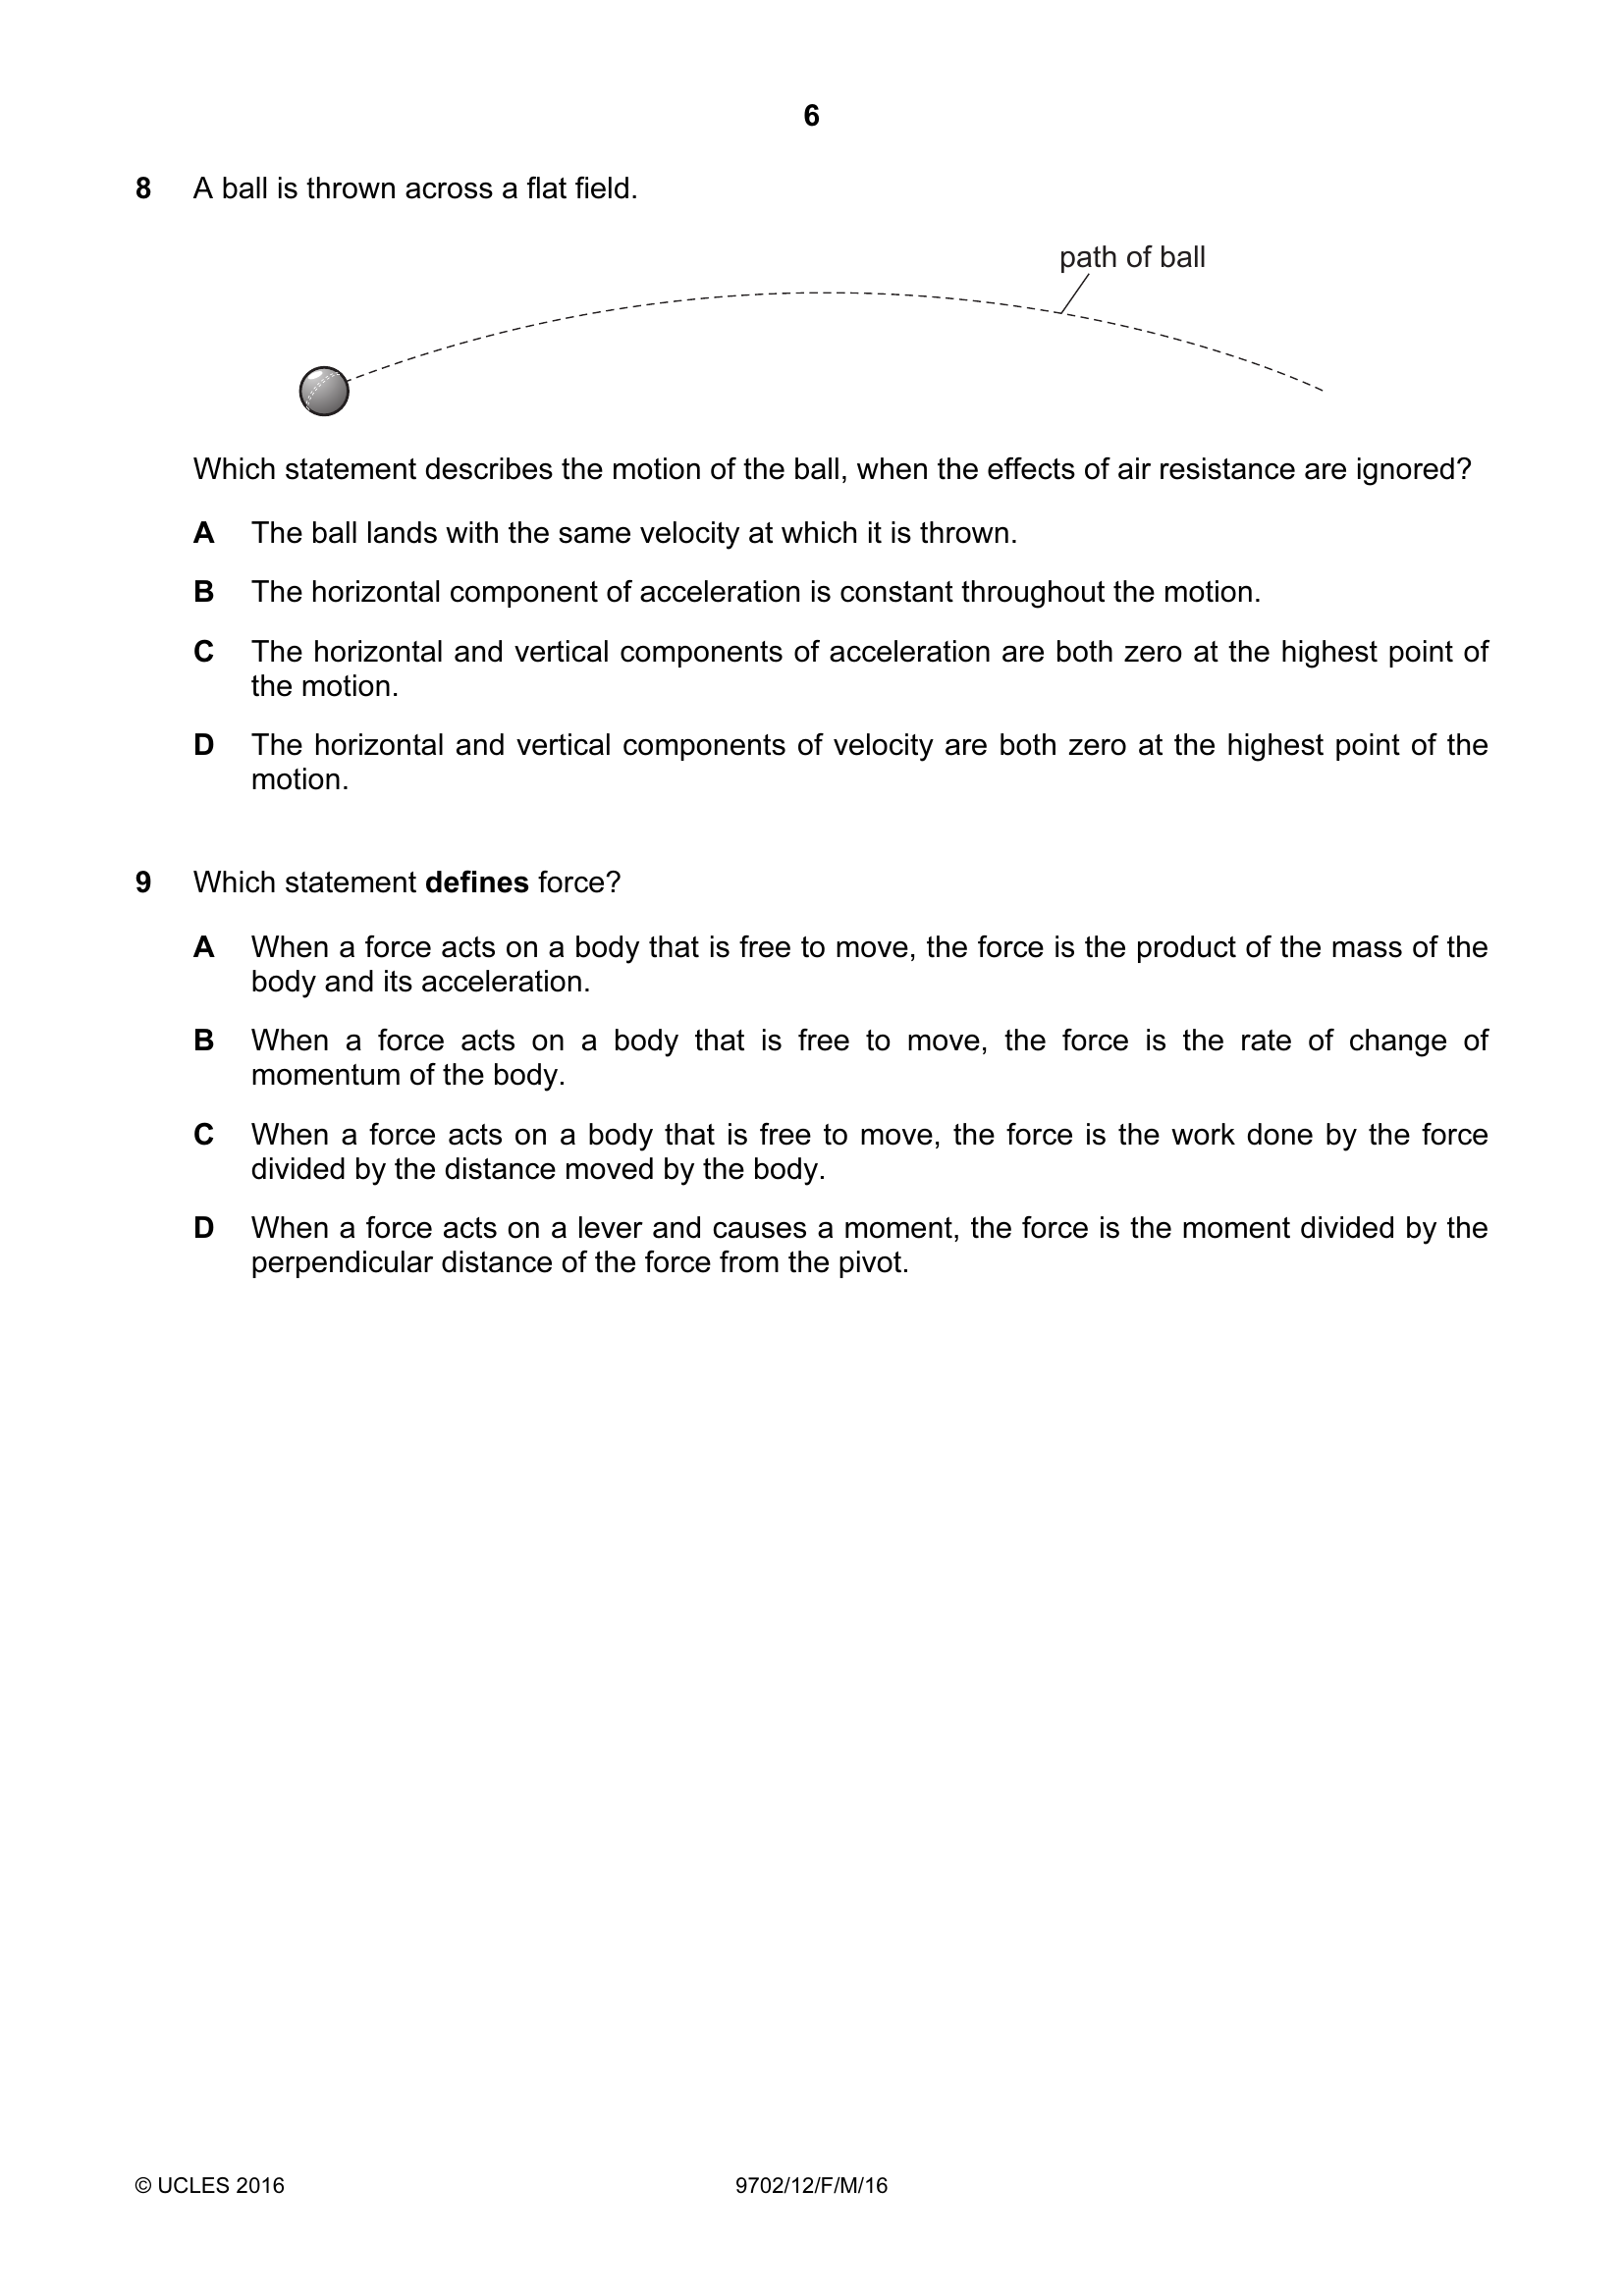 6
8 A ball is thrown across a flat field.
path of ball
Which statement describes the motion of the ball, when the effects of air resistance are ignored?
A The ball lands with the same velocity at which it is thrown.
B The horizontal component of acceleration is constant throughout the motion.
C The horizontal and vertical components of acceleration are both zero at the highest point of
the motion.
D The horizontal and vertical components of velocity are both zero at the highest point of the
motion.
9 Which statement defines force?
A When a force acts on a body that is free to move, the force is the product of the mass of the
body and its acceleration.
B When a force acts on a body that is free to move, the force is the rate of change of
momentum of the body.
C When a force acts on a body that is free to move, the force is the work done by the force
divided by the distance moved by the body.
D When a force acts on a lever and causes a moment, the force is the moment divided by the
perpendicular distance of the force from the pivot.
© UCLES 2016 9702/12/F/M/16